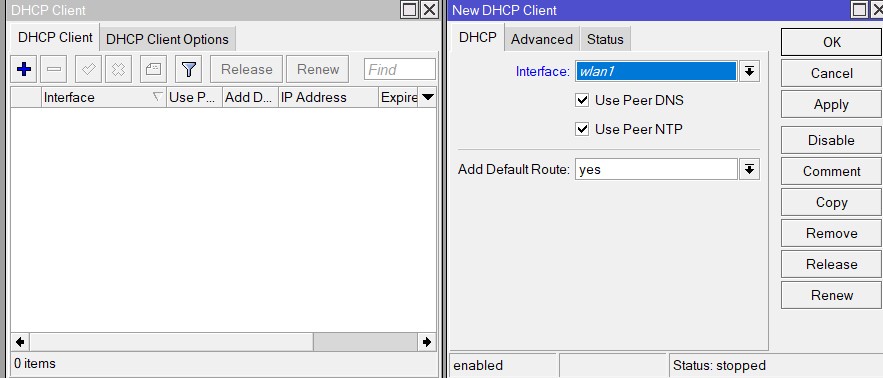 DHCP Client
DHCP Client DHCP Client Options
Release Renew Find
Interface Use P... Add D... IP Address Expire
0 items
New DHCP Client
DHCP Advanced Status
Interface: wlan1
Use Peer DNS
Use Peer NTP
Add Default Route: yes
OK
Cancel
Apply
Disable
Comment
Copy
Remove
Release
Renew
enabled Status: stopped